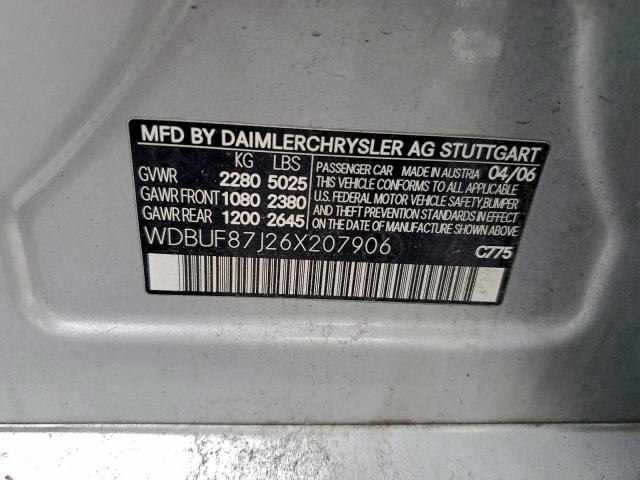 MFD BY DAIMLERCHRYSLER AG STUTTGART
KG LBS
GVWR 2280 5025
GAWR FRONT 1080 2380
GAWR REAR 1200 2645
PASSENGER CAR MADE IN AUSTRIA 04/06
THIS VEHICLE CONFORMS TO ALL APPLICABLE
U.S. FEDERAL MOTOR VEHICLE SAFETY,BUMPER
AND THEFT PREVENTION STANDARDS IN EFFECT
ON THE DATE OF MANUFACTURE SHOWN ABOVE.
WDBUF87J26X207906
C775